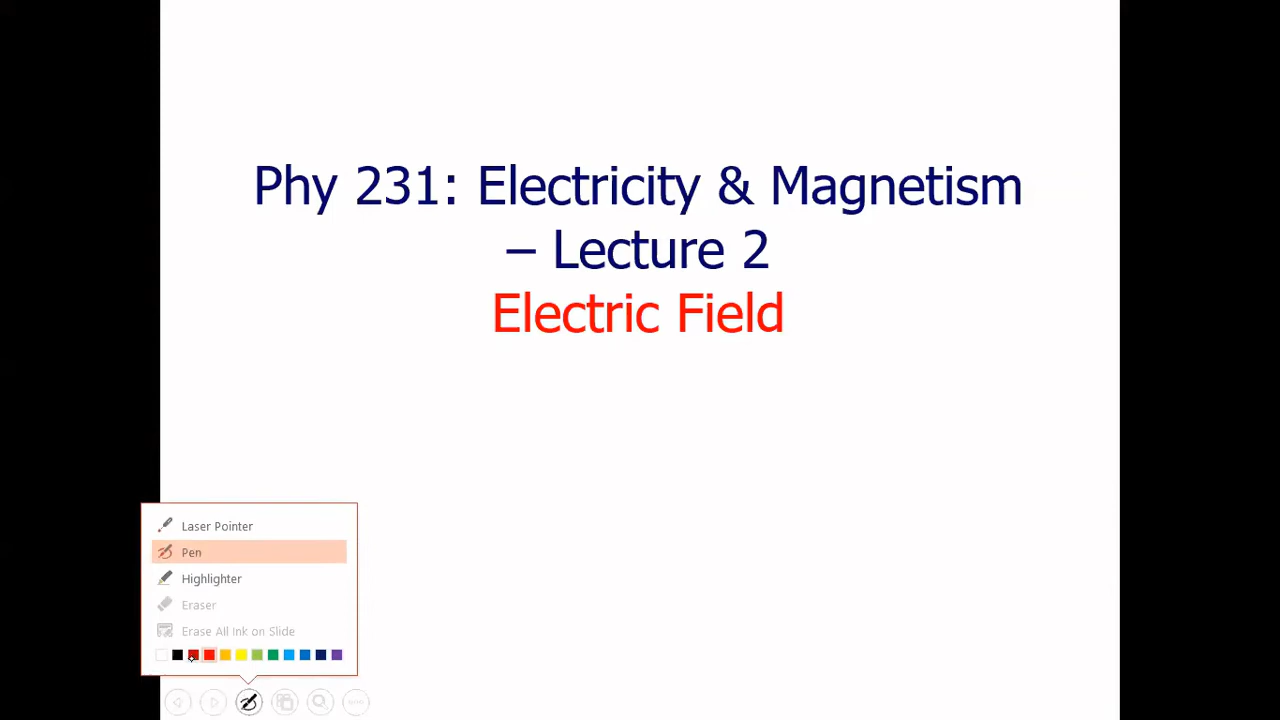 Phy 231: Electricity & Magnetism
– Lecture 2
Electric Field
Laser Pointer
Pen
Highlighter
Eraser
Erase All Ink on Slide